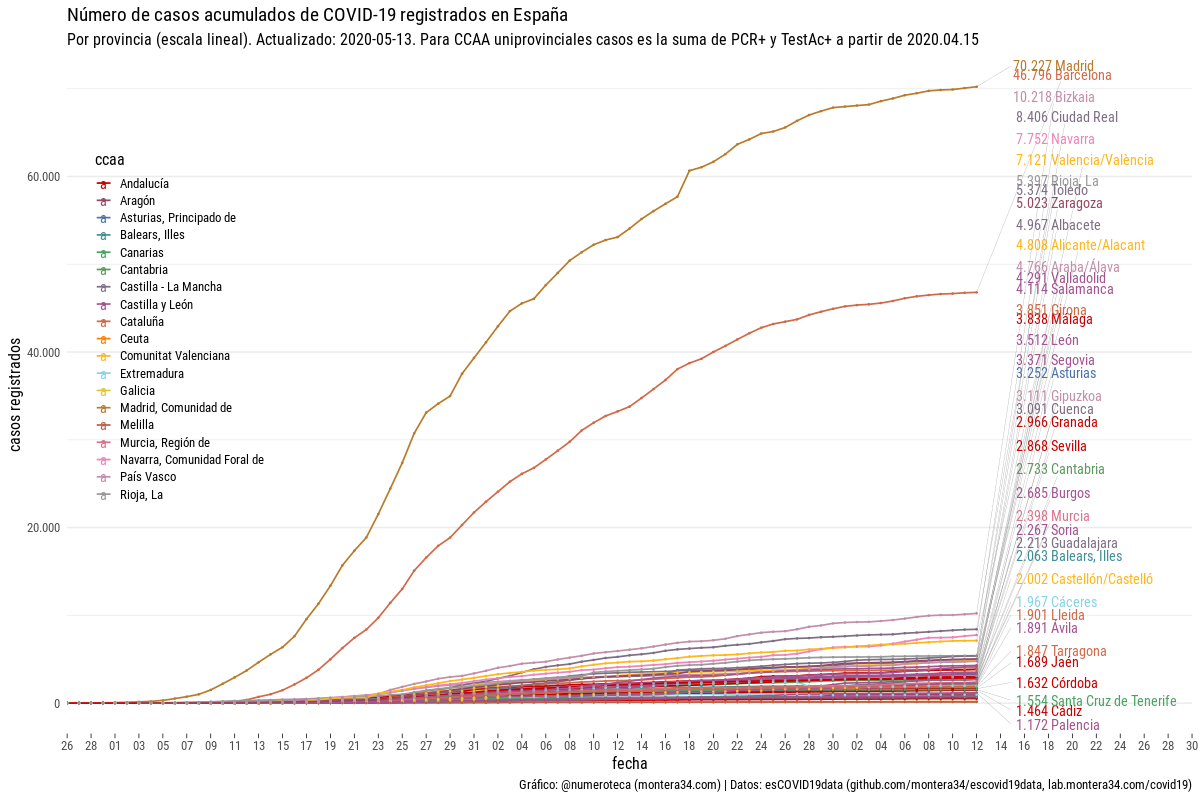 Número de casos acumulados de COVID-19 registrados en España
Por provincia (escala lineal). Actualizado: 2020-05-13. Para CCAA uniprovinciales casos es la suma de PCR+ y TestAc+ a partir de 2020.04.15
casos registrados
60.000
40.000
20.000
0
ccaa
Andalucía
Aragón
Asturias, Principado de
Balears, Illes
Canarias
Cantabria
Castilla - La Mancha
Castilla y León
Cataluña
Ceuta
Comunitat Valenciana
Extremadura
Galicia
Madrid, Comunidad de
Melilla
Murcia, Región de
Navarra, Comunidad Foral de
País Vasco
Rioja, La
70.227 Madrid
46.796 Barcelona
10.218 Bizkaia
8.406 Ciudad Real
7.752 Navarra
7.121 Valencia/València
5.397 Rioja, La
5.374 Toledo
5.023 Zaragoza
4.967 Albacete
4.808 Alicante/Alacant
4.766 Araba/Álava
4.291 Valladolid
4.114 Salamanca
3.851 Girona
3.838 Málaga
3.512 León
3.371 Segovia
3.252 Asturias
3.111 Gipuzkoa
3.091 Cuenca
2.966 Granada
2.868 Sevilla
2.733 Cantabria
2.685 Burgos
2.398 Murcia
2.267 Soria
2.213 Guadalajara
2.063 Balears, Illes
2.002 Castellón/Castelló
1.967 Cáceres
1.901 Lleida
1.891 Ávila
1.847 Tarragona
1.689 Jaén
1.632 Córdoba
1.554 Santa Cruz de Tenerife
1.464 Cádiz
1.172 Palencia
26 28 01 03 05 07 09 11 13 15 17 19 21 23 25 27 29 31 02 04 06 08 10 12 14 16 18 20 22 24 26 28 30 02 04 06 08 10 12 14 16 18 20 22 24 26 28 30
fecha
Gráfico: @numeroteca (montera34.com) | Datos: esCOVID19data (github.com/montera34/escovid19data, lab.montera34.com/covid19)